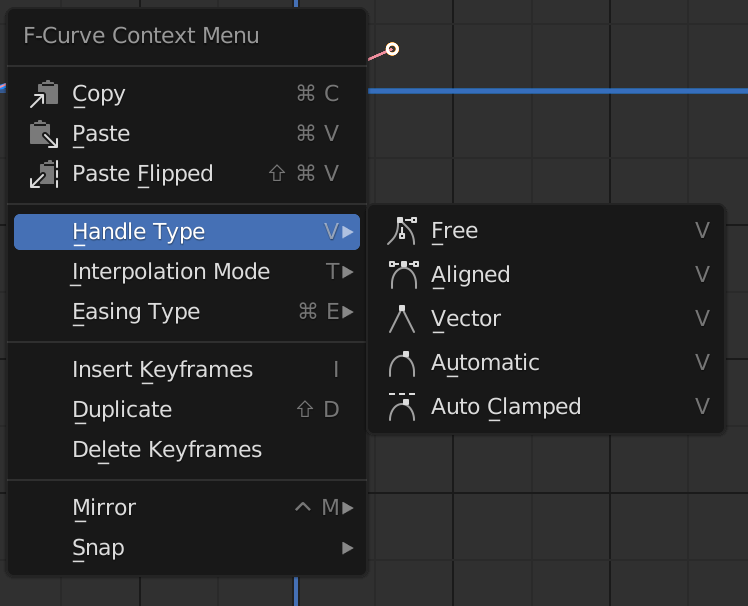 F-Curve Context Menu
Copy ⌘ C
Paste ⌘ V
Paste Flipped ⇧ ⌘ V
Handle Type V
Interpolation Mode T
Easing Type ⌘ E
Insert Keyframes I
Duplicate ⇧ D
Delete Keyframes
Mirror ^ M
Snap
Free V
Aligned V
Vector V
Automatic V
Auto Clamped V